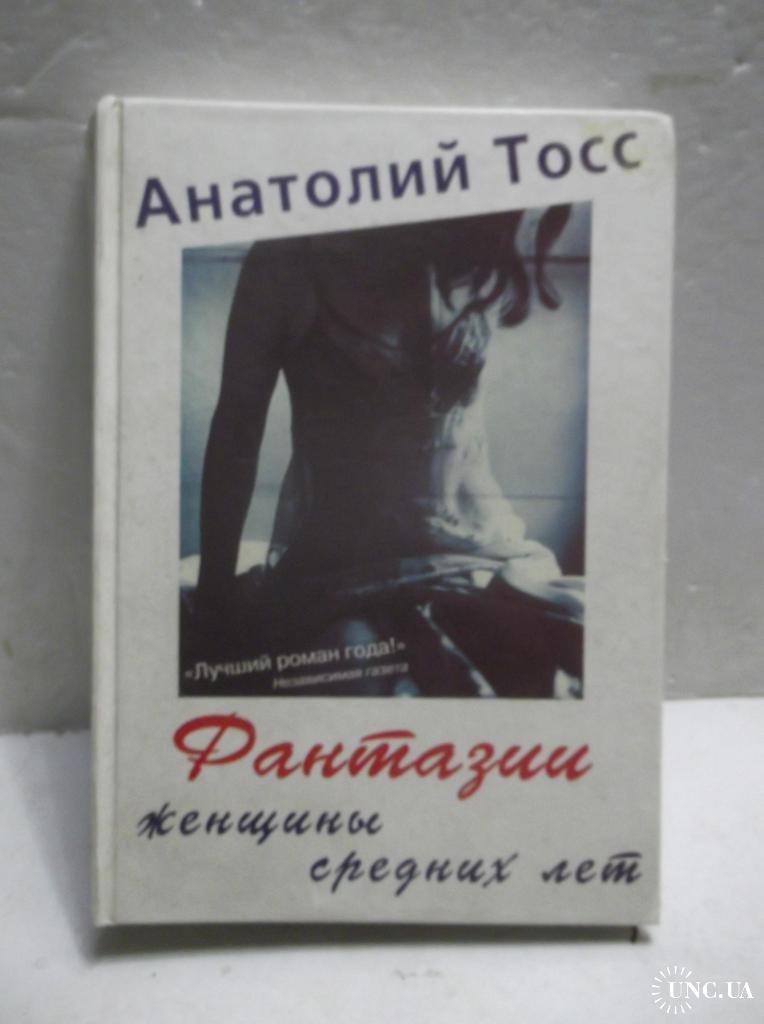 Анатолий Тосс
«Лучший роман года!»
Независимая газета
Фантазии
женщины
средних лет
UNC.UA